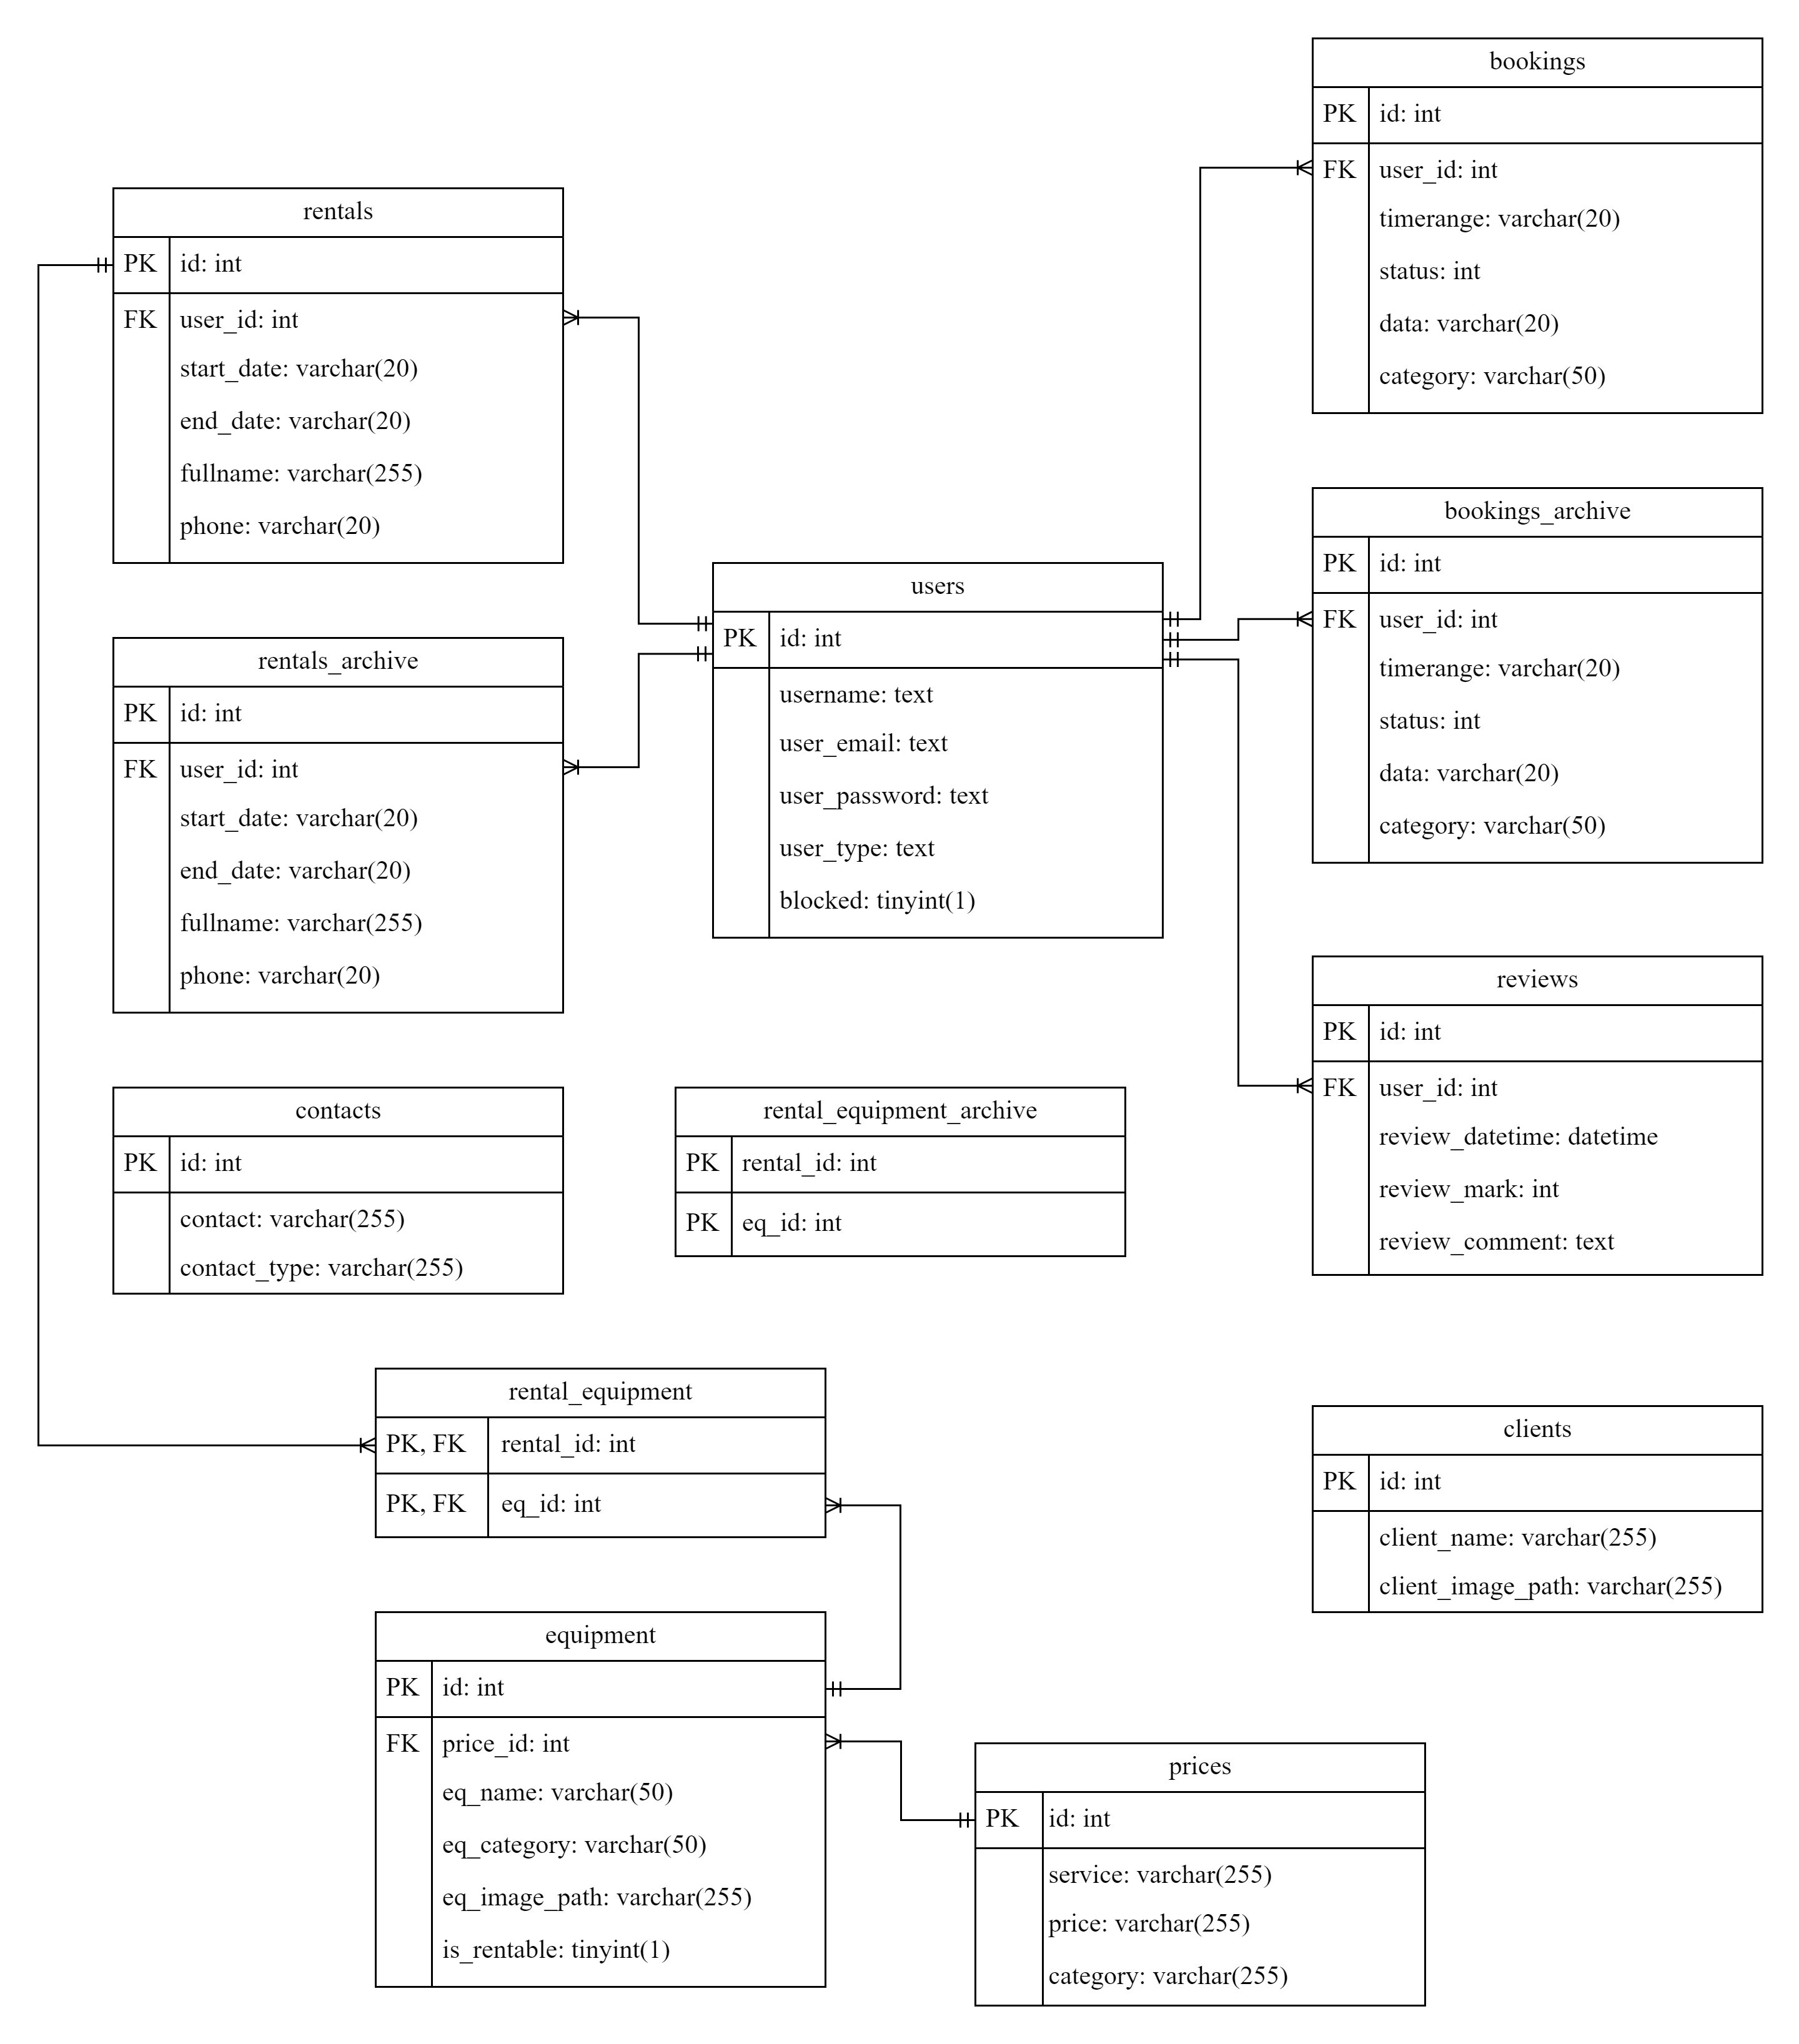 bookings
PK id: int
FK user_id: int
timerange: varchar(20)
status: int
data: varchar(20)
category: varchar(50)
rentals
PK id: int
FK user_id: int
start_date: varchar(20)
end_date: varchar(20)
fullname: varchar(255)
phone: varchar(20)
bookings_archive
PK id: int
FK user_id: int
timerange: varchar(20)
status: int
data: varchar(20)
category: varchar(50)
users
PK id: int
username: text
user_email: text
user_password: text
user_type: text
blocked: tinyint(1)
rentals_archive
PK id: int
FK user_id: int
start_date: varchar(20)
end_date: varchar(20)
fullname: varchar(255)
phone: varchar(20)
reviews
PK id: int
FK user_id: int
review_datetime: datetime
review_mark: int
review_comment: text
contacts
PK id: int
contact: varchar(255)
contact_type: varchar(255)
rental_equipment_archive
PK rental_id: int
PK eq_id: int
rental_equipment
PK, FK rental_id: int
PK, FK eq_id: int
clients
PK id: int
client_name: varchar(255)
client_image_path: varchar(255)
equipment
PK id: int
FK price_id: int
eq_name: varchar(50)
eq_category: varchar(50)
eq_image_path: varchar(255)
is_rentable: tinyint(1)
prices
PK id: int
service: varchar(255)
price: varchar(255)
category: varchar(255)